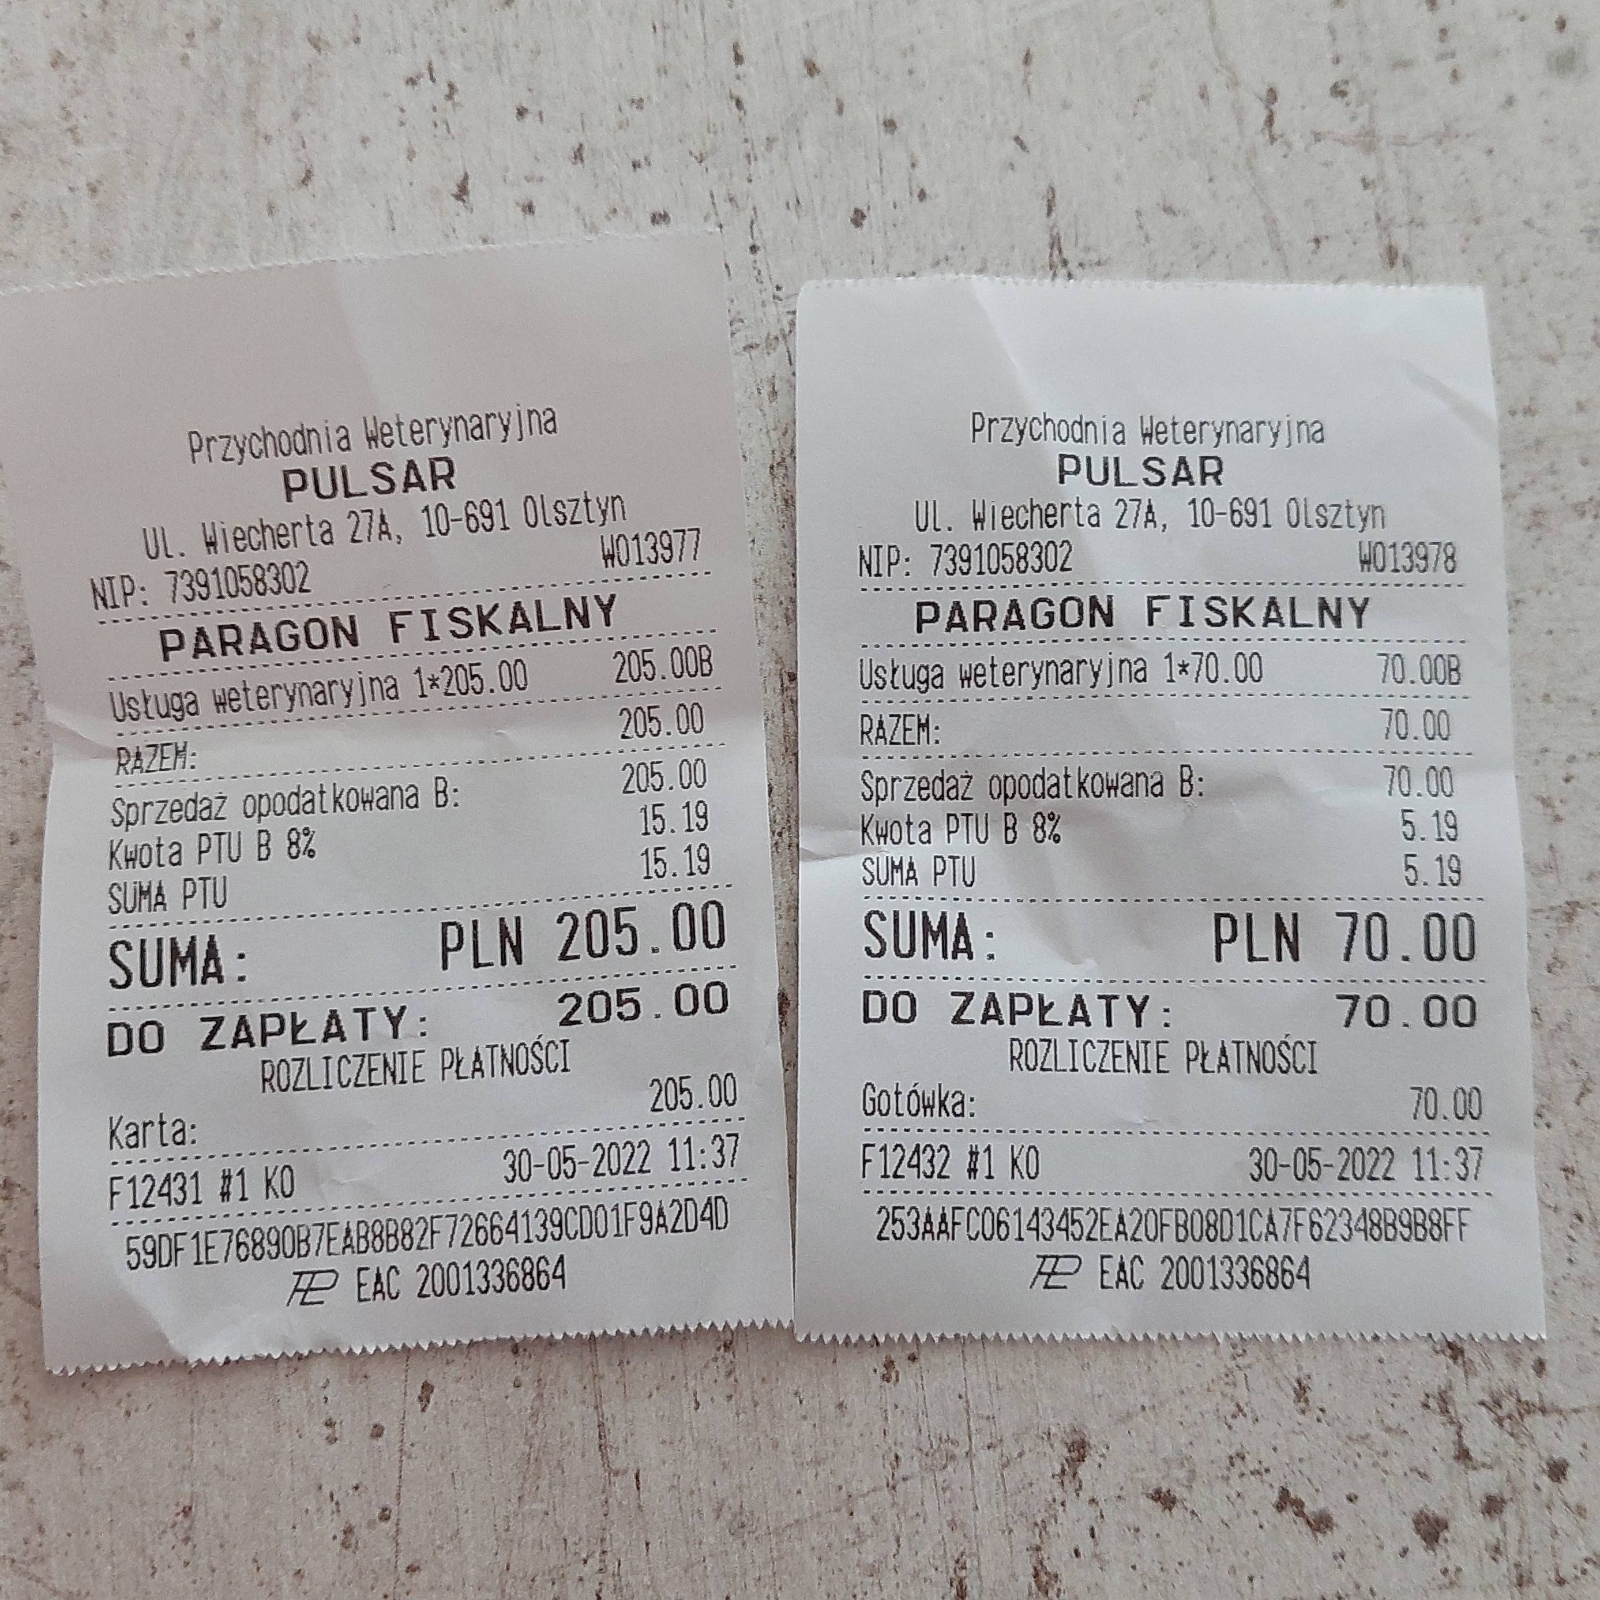 Przychodnia Weterynaryjna
PULSAR
Ul. Wiecherta 27A, 10-691 Olsztyn
NIP: 7391058302 W013977
PARAGON FISKALNY
Usługa weterynaryjna 1*205.00 205.00B
RAZEM: 205.00
Sprzedaż opodatkowana B: 205.00
Kwota PTU B 8% 15.19
SUMA PTU 15.19
SUMA: PLN 205.00
DO ZAPŁATY: 205.00
ROZLICZENIE PŁATNOŚCI
Karta: 205.00
F12431 #1 KO 30-05-2022 11:37
59DF1E76890B7EAB8B82F72664139CD01F9A2D4D
EAC 2001336864
Przychodnia Weterynaryjna
PULSAR
Ul. Wiecherta 27A, 10-691 Olsztyn
NIP: 7391058302 W013978
PARAGON FISKALNY
Usługa weterynaryjna 1*70.00 70.00B
RAZEM: 70.00
Sprzedaż opodatkowana B: 70.00
Kwota PTU B 8% 5.19
SUMA PTU 5.19
SUMA: PLN 70.00
DO ZAPŁATY: 70.00
ROZLICZENIE PŁATNOŚCI
Gotówka: 70.00
F12432 #1 KO 30-05-2022 11:37
253AAFC06143452EA20FB08D1CA7F62348B9B8FF
EAC 2001336864